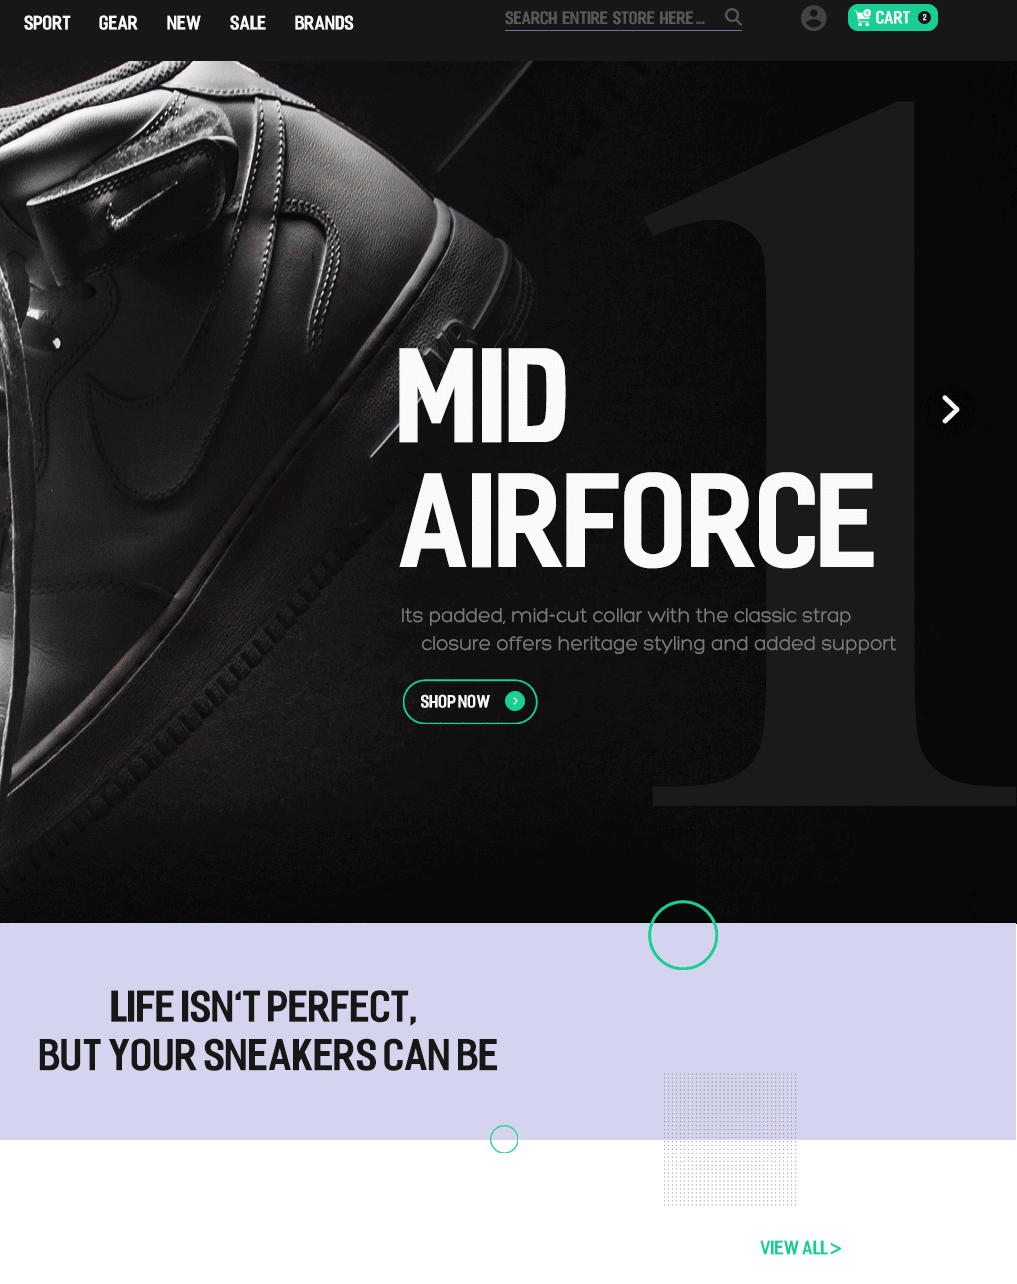 SPORT GEAR NEW SALE BRANDS SEARCH ENTIRE STORE HERE ... CART 2
1
MID
AIRFORCE
Its padded, mid-cut collar with the classic strap
closure offers heritage styling and added support
SHOP NOW
LIFE ISN'T PERFECT,
BUT YOUR SNEAKERS CAN BE
VIEW ALL >